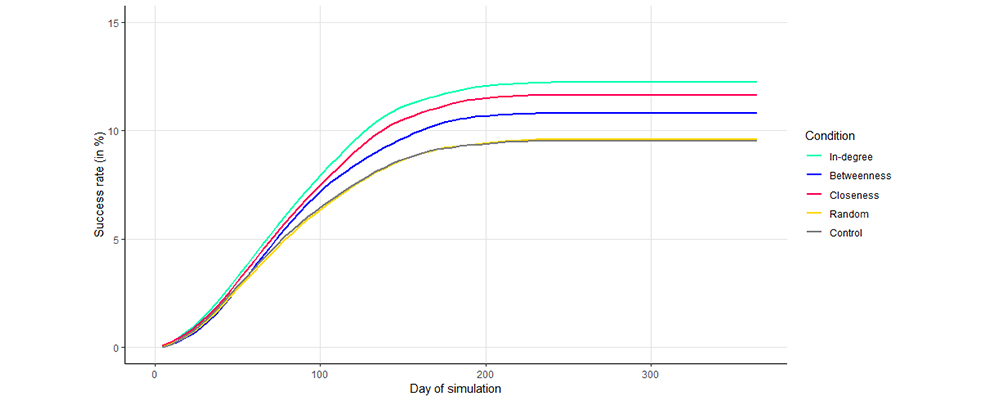 15
10
5
0
Success rate (in %)
0
100
200
300
Day of simulation
Condition
In-degree
Betweenness
Closeness
Random
Control